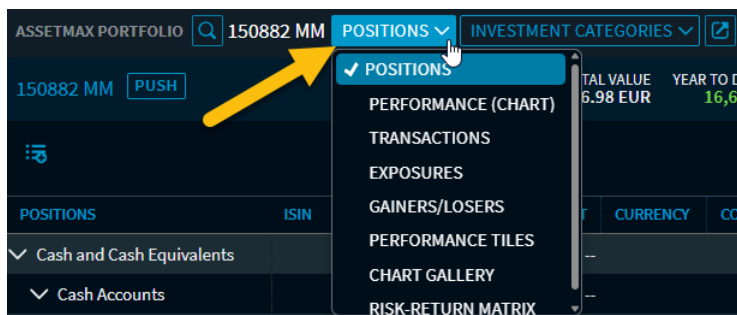 ASSETMAX PORTFOLIO 150882 MM POSITIONS INVESTMENT CATEGORIES
150882 MM PUSH
POSITIONS
PERFORMANCE (CHART)
TRANSACTIONS
EXPOSURES
GAINERS/LOSERS
PERFORMANCE TILES
CHART GALLERY
RISK-RETURN MATRIX
TAL VALUE YEAR TO D
6.98 EUR 16,6
POSITIONS ISIN T CURRENCY CO
Cash and Cash Equivalents --
Cash Accounts --